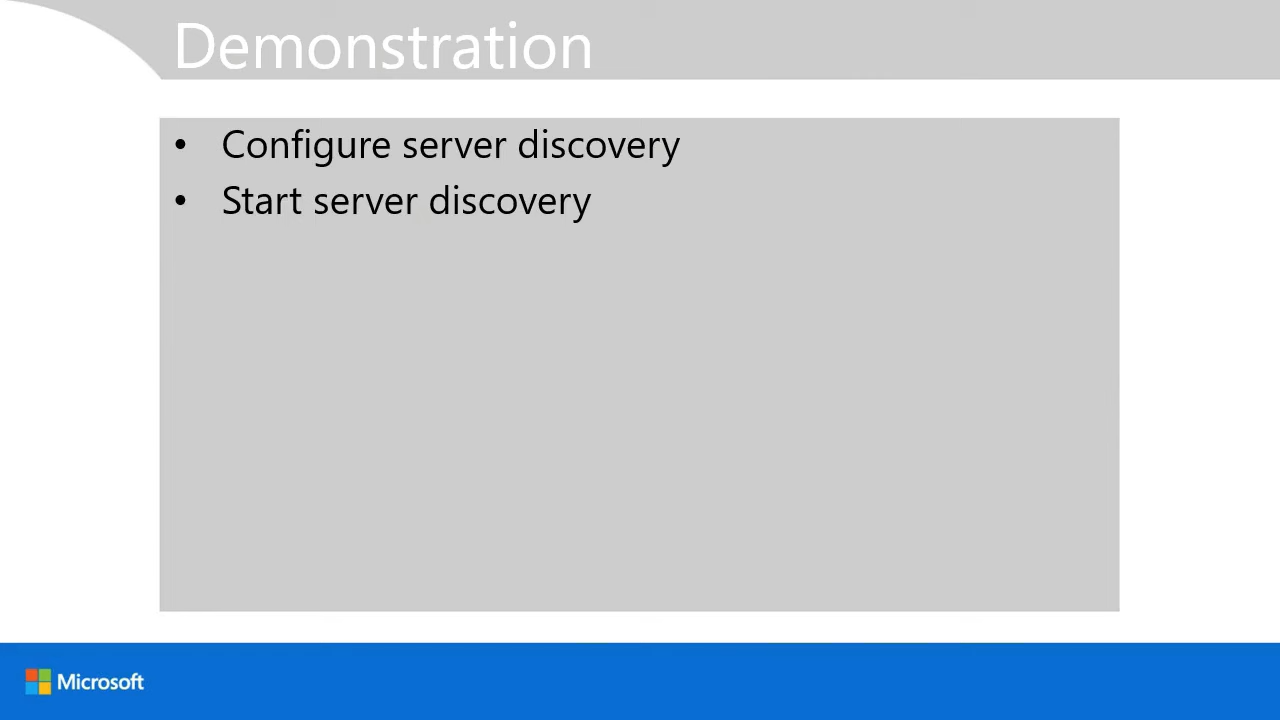 Demonstration
• Configure server discovery
• Start server discovery
Microsoft